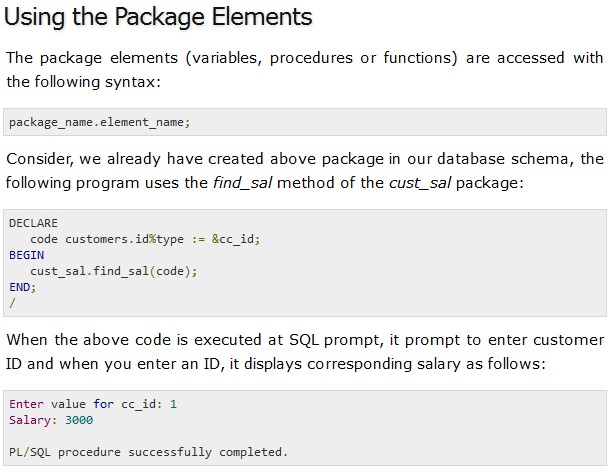 Using the Package Elements
The package elements (variables, procedures or functions) are accessed with
the following syntax:
package_name.element_name;
Consider, we already have created above package in our database schema, the
following program uses the find_sal method of the cust_sal package:
DECLARE
   code customers.id%type := &cc_id;
BEGIN
   cust_sal.find_sal(code);
END;
/
When the above code is executed at SQL prompt, it prompt to enter customer
ID and when you enter an ID, it displays corresponding salary as follows:
Enter value for cc_id: 1
Salary: 3000
PL/SQL procedure successfully completed.